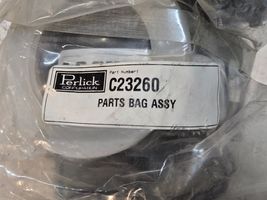 Perlick
CORPORATION
Part Number:
C23260
PARTS BAG ASSY